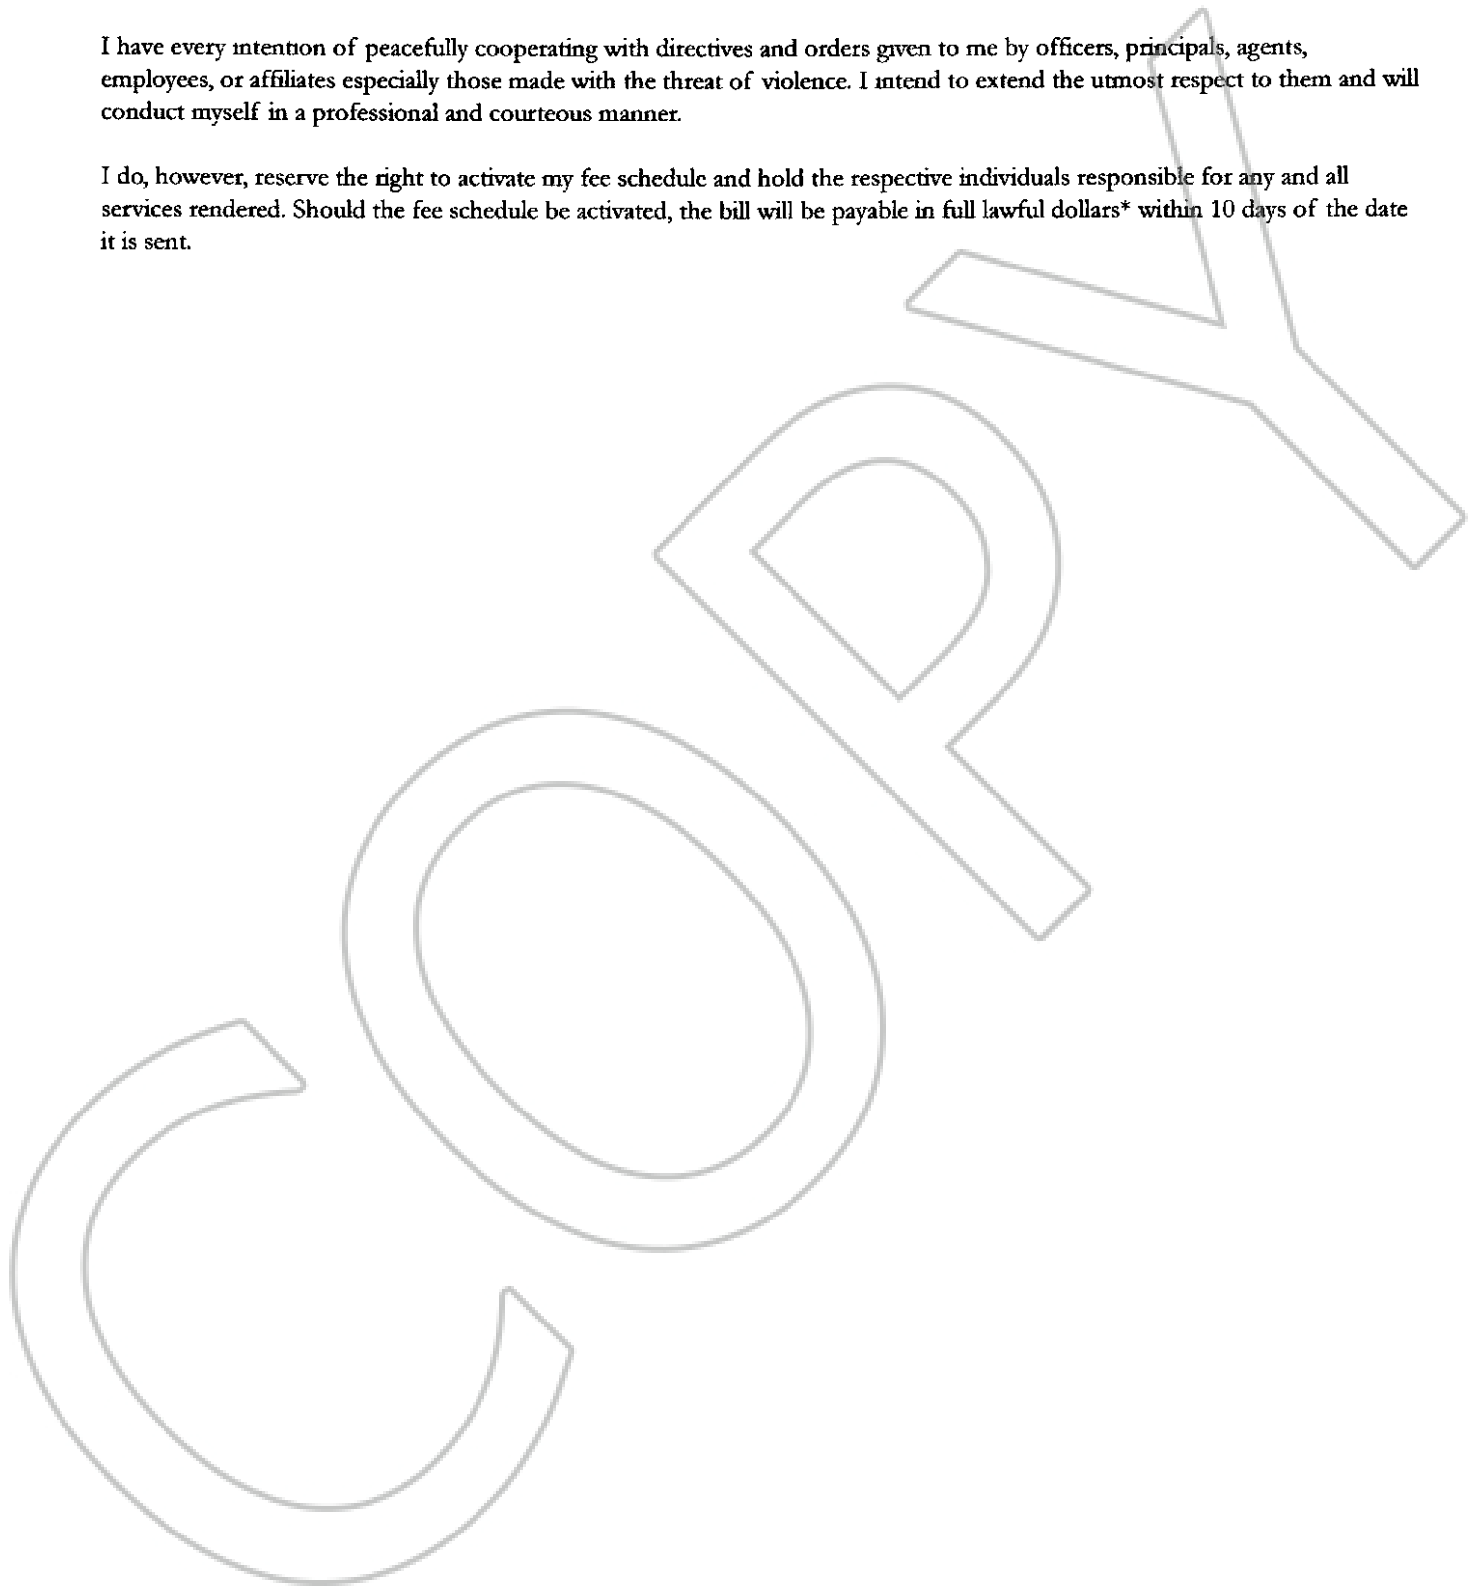 I have every intention of peacefully cooperating with directives and orders given to me by officers, principals, agents,
employees, or affiliates especially those made with the threat of violence. I intend to extend the utmost respect to them and will
conduct myself in a professional and courteous manner.
I do, however, reserve the right to activate my fee schedule and hold the respective individuals responsible for any and all
services rendered. Should the fee schedule be activated, the bill will be payable in full lawful dollars* within 10 days of the date
it is sent.
COPY